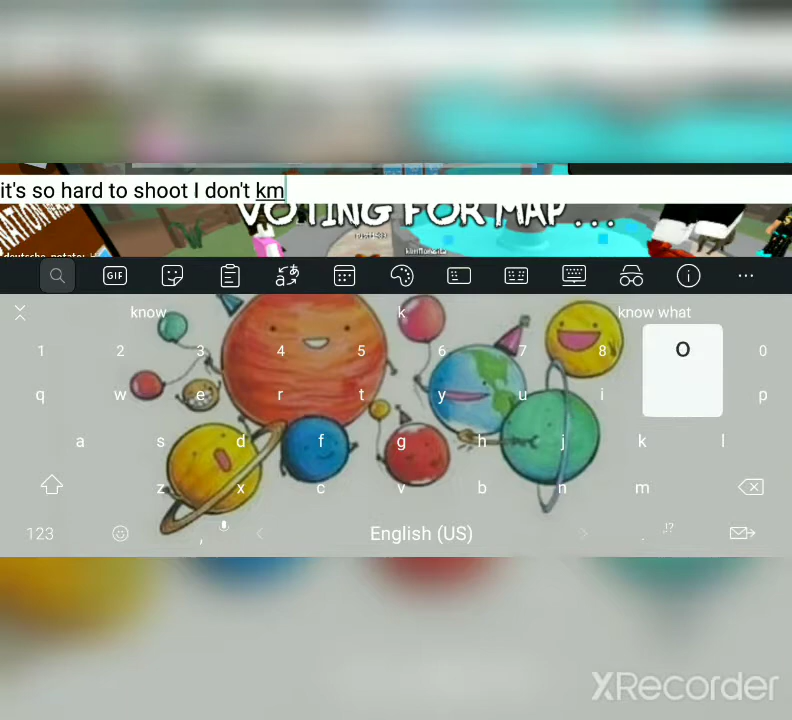 it's so hard to shoot I don't km
VOTING FOR MAP...
GIF
know k know what
1 2 3 4 5 6 7 8 0
O
q w e r t y u i p
a s d f g h j k l
z x c v b n m
123 , < English (US) > . !?
XRecorder